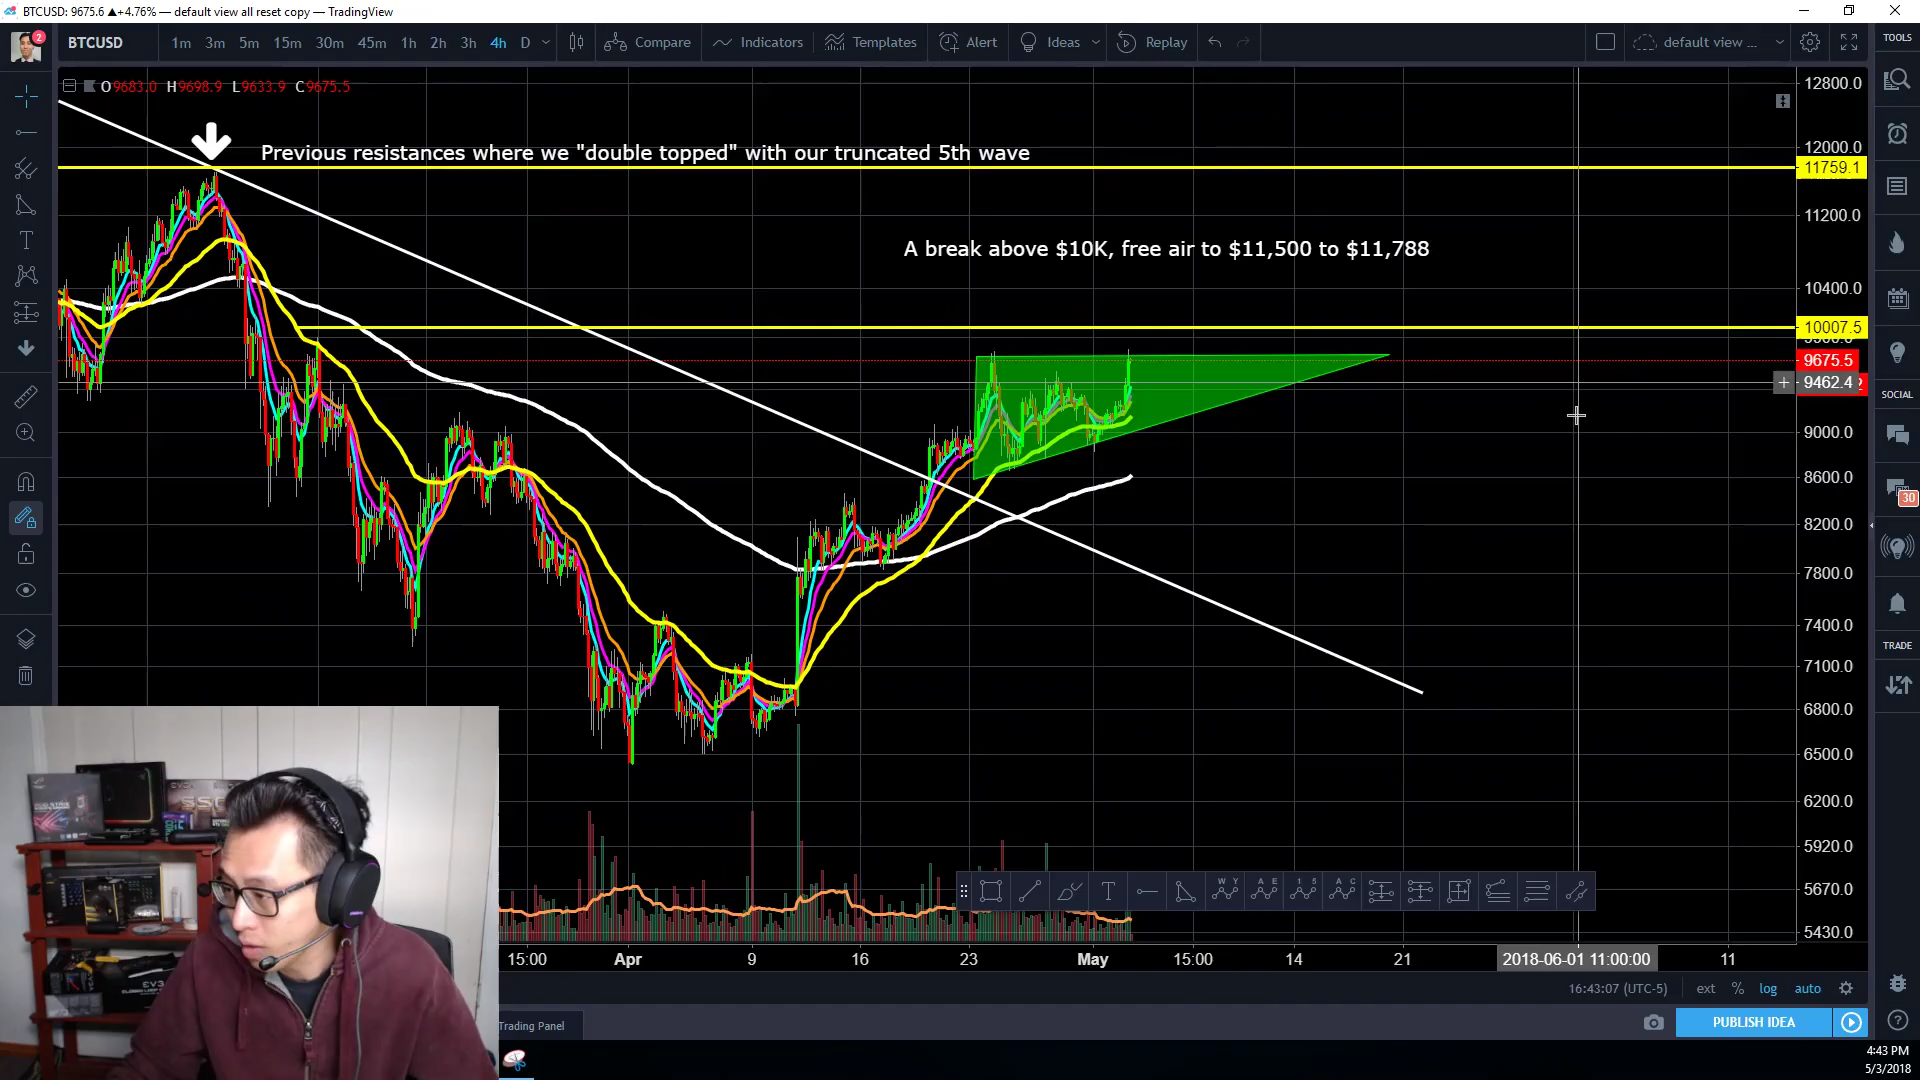 BTCUSD: 9675.6 ▲+4.76% — default view all reset copy — TradingView
2
BTCUSD 1m 3m 5m 15m 30m 45m 1h 2h 3h 4h D Compare Indicators Templates Alert Ideas Replay default view ...
TOOLS
O9683.0 H9698.9 L9633.9 C9675.5
12800.0
Previous resistances where we "double topped" with our truncated 5th wave
12000.0
11759.1
11200.0
A break above $10K, free air to $11,500 to $11,788
10400.0
10007.5
9675.5
9462.4
SOCIAL
9000.0
8600.0
30
8200.0
7800.0
7400.0
TRADE
7100.0
6800.0
6500.0
6200.0
5920.0
5670.0
5430.0
W Y A E 1 5 A C
15:00 Apr 9 16 23 May 15:00 14 21 2018-06-01 11:00:00 11
16:43:07 (UTC-5) ext % log auto
Trading Panel
PUBLISH IDEA
4:43 PM
5/3/2018
EVGA